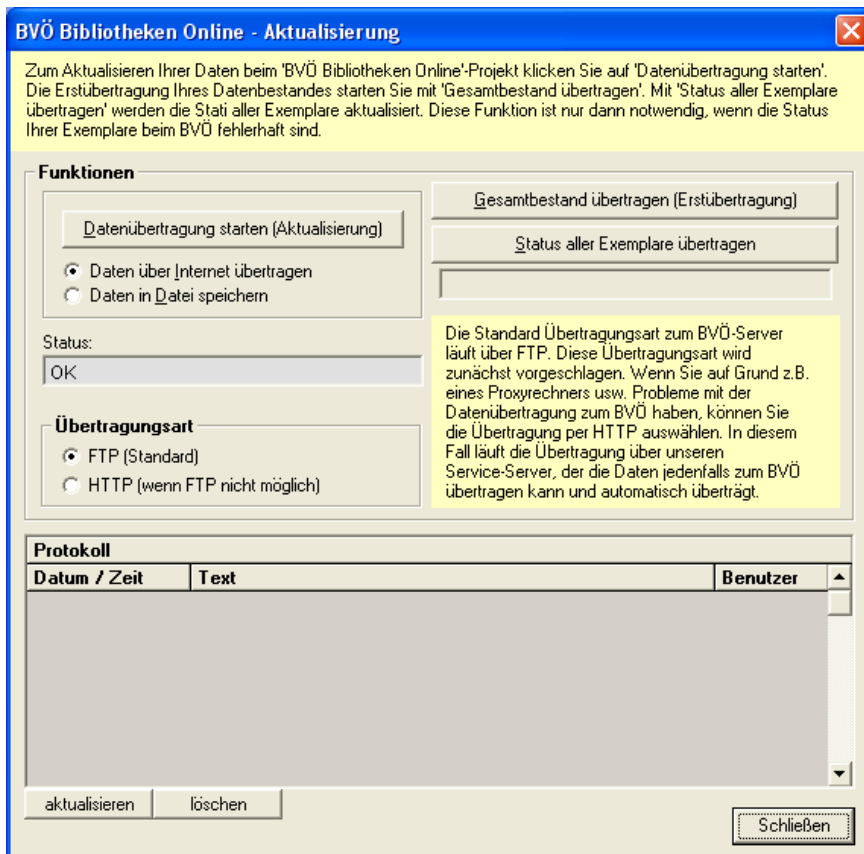 BVÖ Bibliotheken Online - Aktualisierung
Zum Aktualisieren Ihrer Daten beim 'BVÖ Bibliotheken Online'-Projekt klicken Sie auf 'Datenübertragung starten'.
Die Erstübertragung Ihres Datenbestandes starten Sie mit 'Gesamtbestand übertragen'. Mit 'Status aller Exemplare
übertragen' werden die Stati aller Exemplare aktualisiert. Diese Funktion ist nur dann notwendig, wenn die Status
Ihrer Exemplare beim BVÖ fehlerhaft sind.
Funktionen
Datenübertragung starten (Aktualisierung)
Daten über Internet übertragen
Daten in Datei speichern
Gesamtbestand übertragen (Erstübertragung)
Status aller Exemplare übertragen
Status:
OK
Übertragungsart
FTP (Standard)
HTTP (wenn FTP nicht möglich)
Die Standard Übertragungsart zum BVÖ-Server
läuft über FTP. Diese Übertragungsart wird
zunächst vorgeschlagen. Wenn Sie auf Grund z.B.
eines Proxyrechners usw. Probleme mit der
Datenübertragung zum BVÖ haben, können Sie
die Übertragung per HTTP auswählen. In diesem
Fall läuft die Übertragung über unseren
Service-Server, der die Daten jedenfalls zum BVÖ
übertragen kann und automatisch überträgt.
Protokoll
Datum / Zeit Text Benutzer
aktualisieren löschen
Schließen